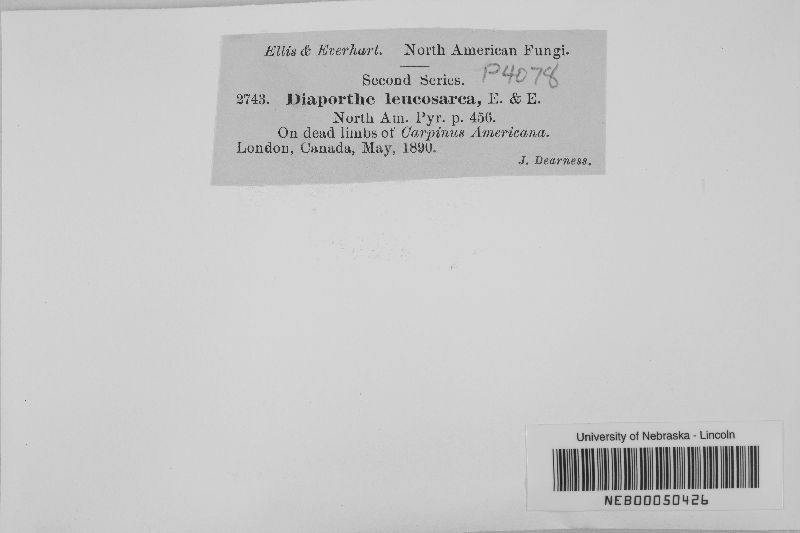 Ellis & Everhart. North American Fungi.
Second Series. P4078
2743. Diaporthe leucosarca, E. & E.
North Am. Pyr. p. 456.
On dead limbs of Carpinus Americana.
London, Canada, May, 1890.
J. Dearness.
University of Nebraska - Lincoln
NEB00050426